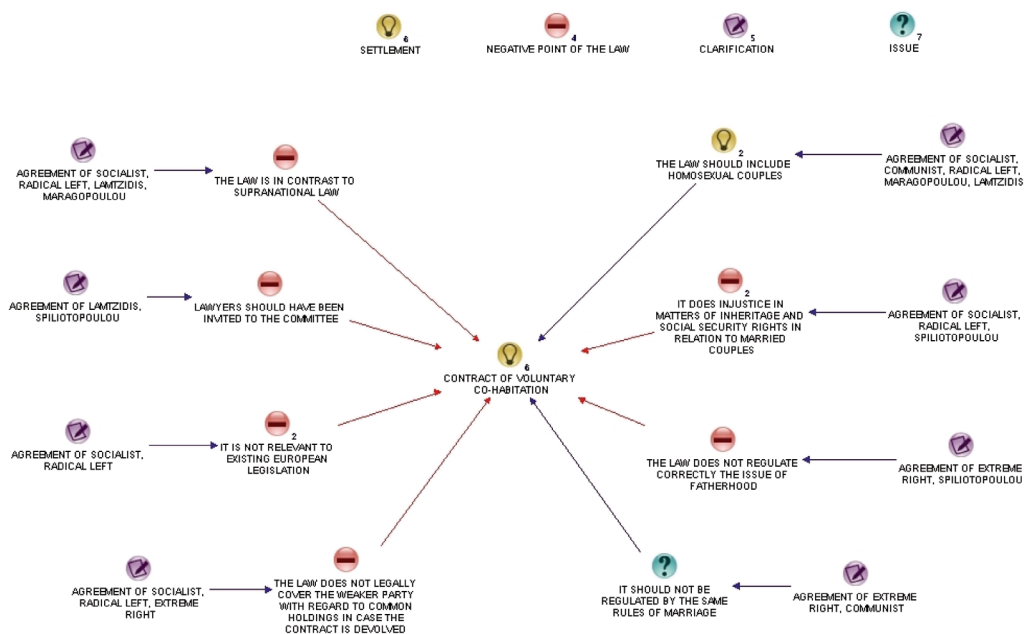 6
SETTLEMENT
4
NEGATIVE POINT OF THE LAW
5
CLARIFICATION
?
7
ISSUE
AGREEMENT OF SOCIALIST,
RADICAL LEFT, LAMTZIDIS,
MARAGOPOULOU
THE LAW IS IN CONTRAST TO
SUPRANATIONAL LAW
2
THE LAW SHOULD INCLUDE
HOMOSEXUAL COUPLES
AGREEMENT OF SOCIALIST,
COMMUNIST, RADICAL LEFT,
MARAGOPOULOU, LAMTZIDIS
AGREEMENT OF LAMTZIDIS,
SPILIOTOPOULOU
LAWYERS SHOULD HAVE BEEN
INVITED TO THE COMMITTEE
2
IT DOES INJUSTICE IN
MATTERS OF INHERITAGE AND
SOCIAL SECURITY RIGHTS IN
RELATION TO MARRIED
COUPLES
AGREEMENT OF SOCIALIST,
RADICAL LEFT,
SPILIOTOPOULOU
6
CONTRACT OF VOLUNTARY
CO-HABITATION
AGREEMENT OF SOCIALIST,
RADICAL LEFT
2
IT IS NOT RELEVANT TO
EXISTING EUROPEAN
LEGISLATION
THE LAW DOES NOT REGULATE
CORRECTLY THE ISSUE OF
FATHERHOOD
AGREEMENT OF EXTREME
RIGHT, SPILIOTOPOULOU
AGREEMENT OF SOCIALIST,
RADICAL LEFT, EXTREME
RIGHT
THE LAW DOES NOT LEGALLY
COVER THE WEAKER PARTY
WITH REGARD TO COMMON
HOLDINGS IN CASE THE
CONTRACT IS DEVOLVED
?
IT SHOULD NOT BE
REGULATED BY THE SAME
RULES OF MARRIAGE
AGREEMENT OF EXTREME
RIGHT, COMMUNIST